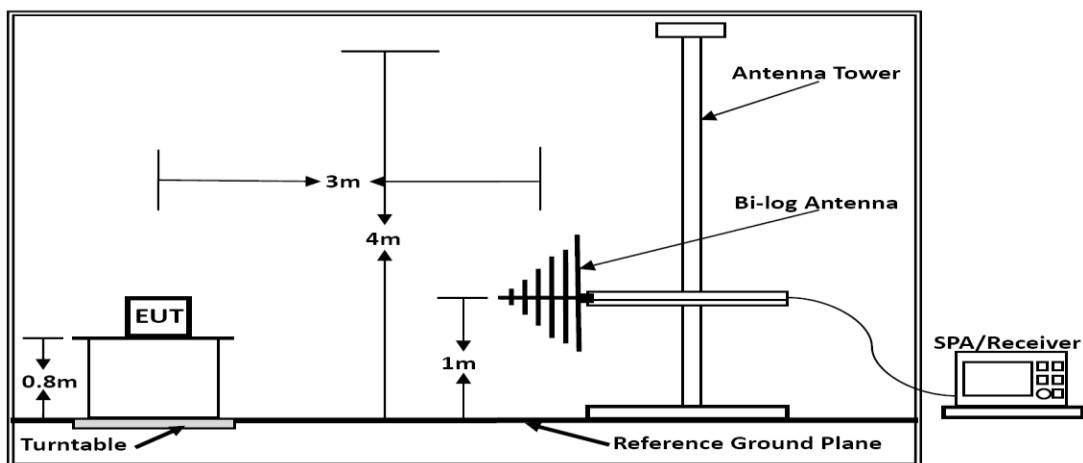 Antenna Tower
3m
Bi-log Antenna
4m
EUT
1m
0.8m
SPA/Receiver
Turntable
Reference Ground Plane